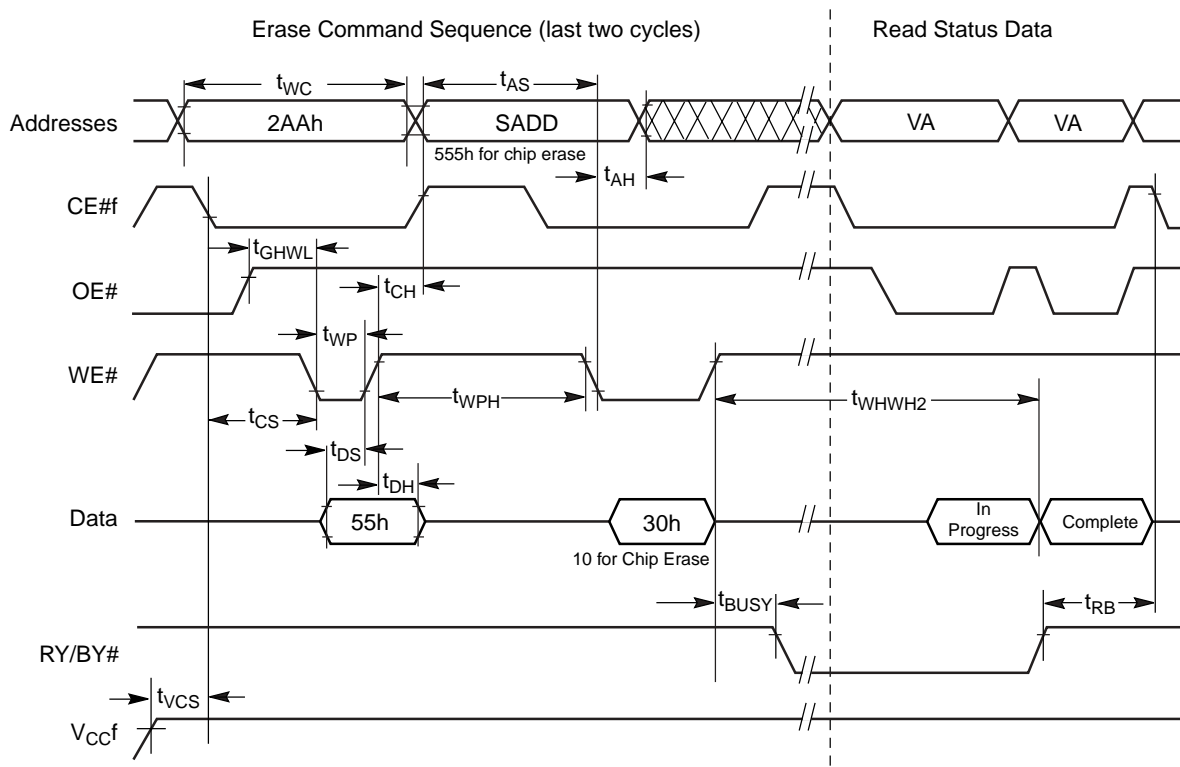 Erase Command Sequence (last two cycles)
Read Status Data
tWC
tAS
Addresses
2AAh
SADD
VA
VA
555h for chip erase
tAH
CE#f
tGHWL
OE#
tCH
tWP
WE#
tWPH
tWHWH2
tCS
tDS
tDH
Data
55h
30h
In
Progress
Complete
10 for Chip Erase
tBUSY
tRB
RY/BY#
tVCS
VCCf